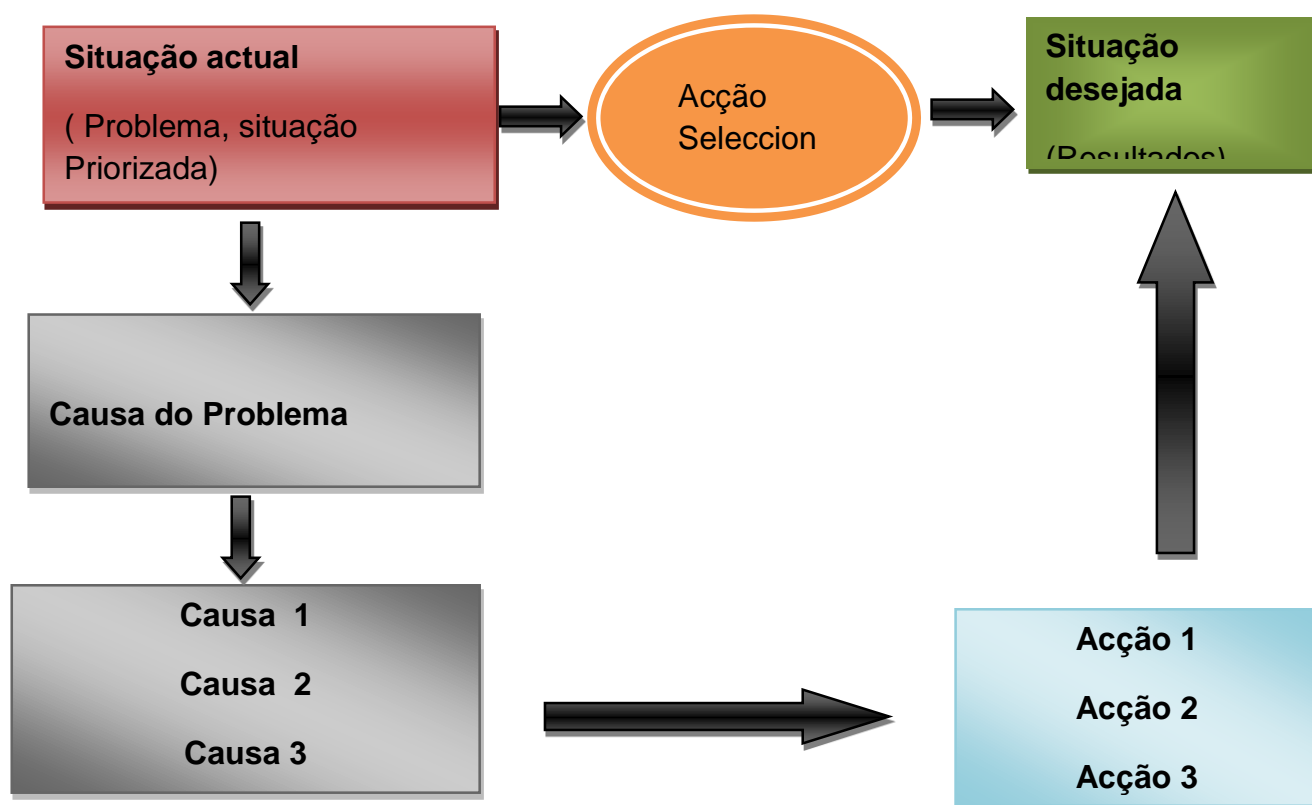 Situação actual
( Problema, situação
Priorizada)
Acção
Seleccion
Situação
desejada
(Resultados)
Causa do Problema
Causa 1
Causa 2
Causa 3
Acção 1
Acção 2
Acção 3